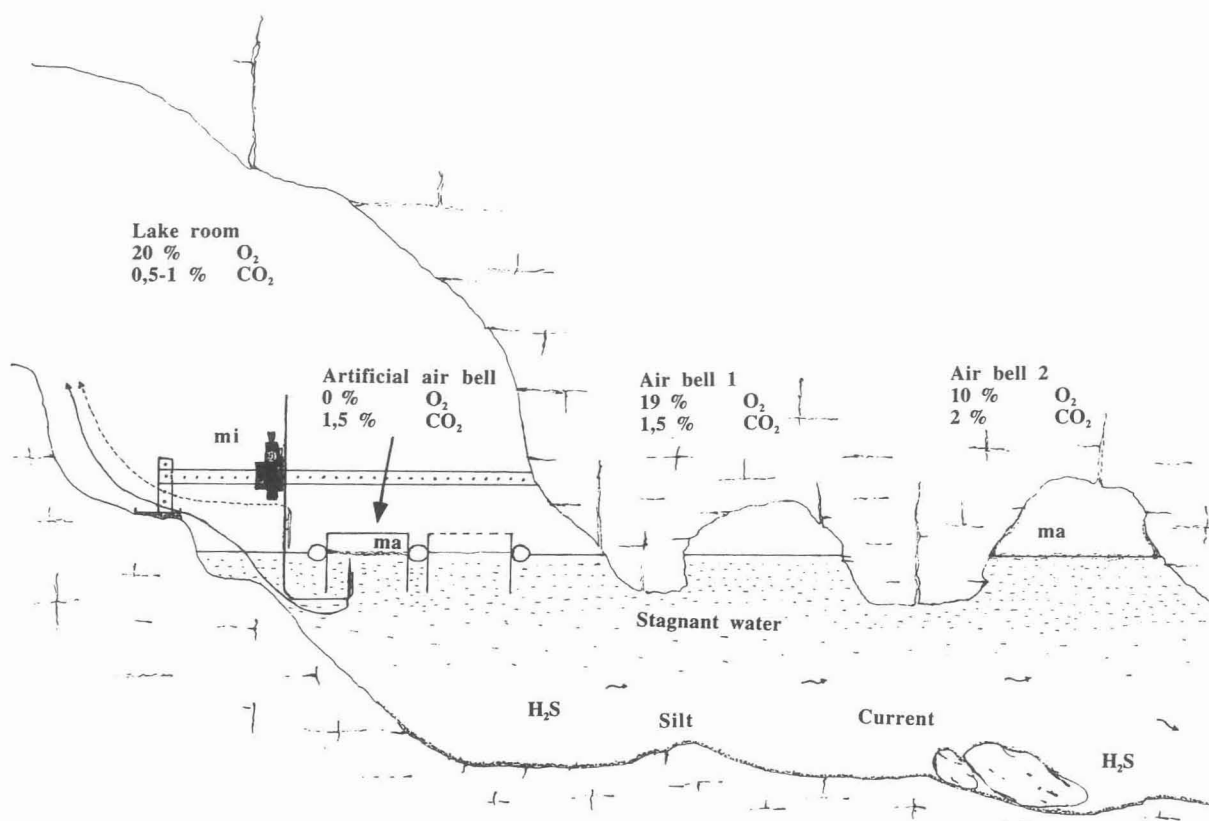 Lake room
20 % O₂
0,5-1 % CO₂
Artificial air bell
0 % O₂
1,5 % CO₂
Air bell 1
19 % O₂
1,5 % CO₂
Air bell 2
10 % O₂
2 % CO₂
mi
ma
ma
Stagnant water
H₂S
Silt
Current
H₂S